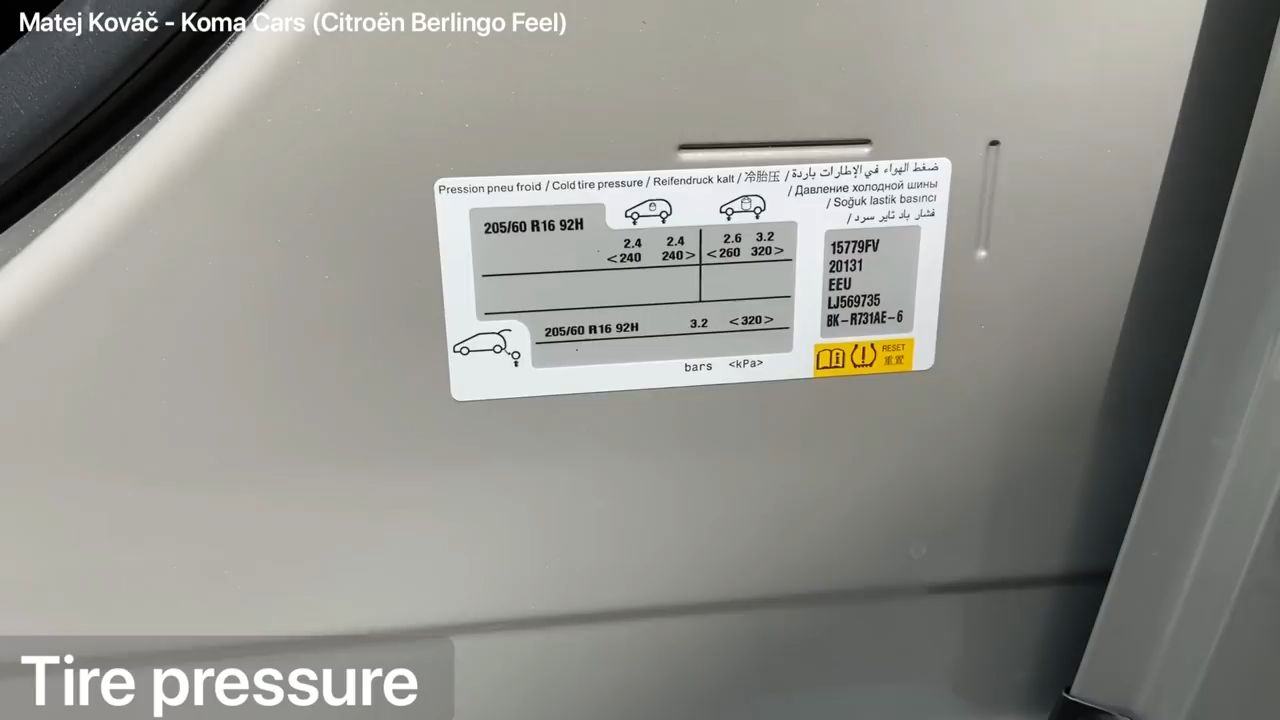 Matej Kováč - Koma Cars (Citroën Berlingo Feel)
Pression pneu froid / Cold tire pressure / Reifendruck kalt / 冷胎压 / ضغط الهواء في الإطارات باردة
/ Давление холодной шины
/ Soğuk lastik basıncı
/ فشار باد تاير سرد
205/60 R16 92H
2.4 2.4 2.6 3.2
<240 240> <260 320>
205/60 R16 92H 3.2 <320>
bars <kPa>
15779FV
20131
EEU
LJ569735
BK-R731AE-6
RESET
重置
Tire pressure